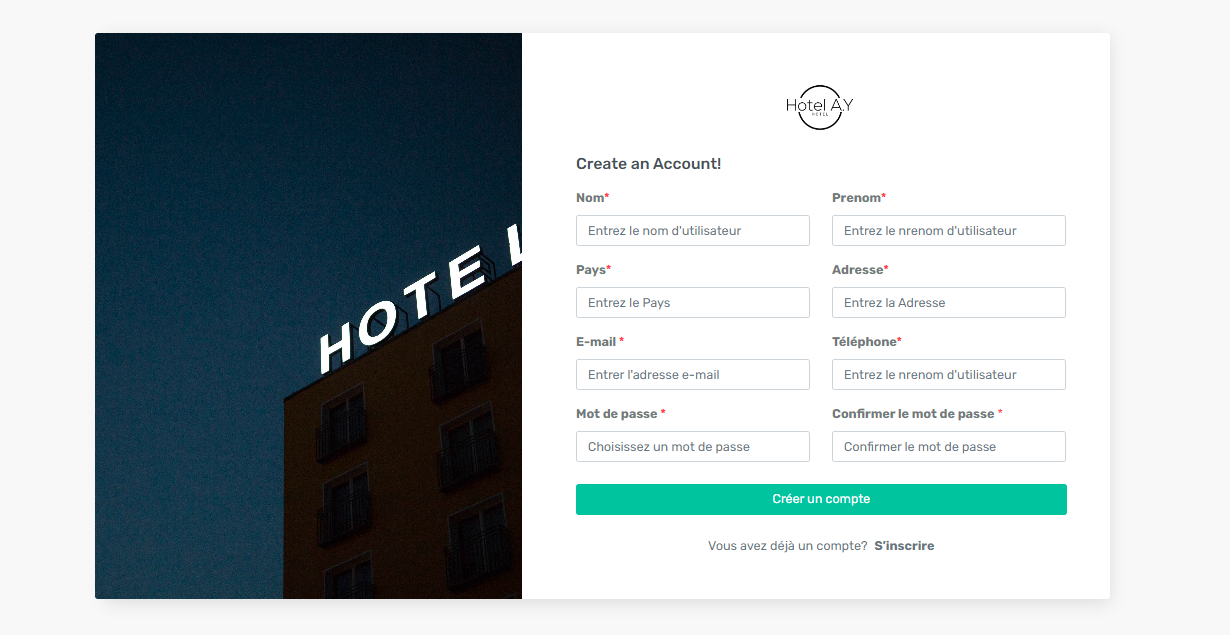 HOTEL
Hotel A.Y
HOTEL
Create an Account!
Nom* Prenom*
Entrez le nom d'utilisateur Entrez le nrenom d'utilisateur
Pays* Adresse*
Entrez le Pays Entrez la Adresse
E-mail * Téléphone*
Entrer l'adresse e-mail Entrez le nrenom d'utilisateur
Mot de passe * Confirmer le mot de passe *
Choisissez un mot de passe Confirmer le mot de passe
Créer un compte
Vous avez déjà un compte? S'inscrire